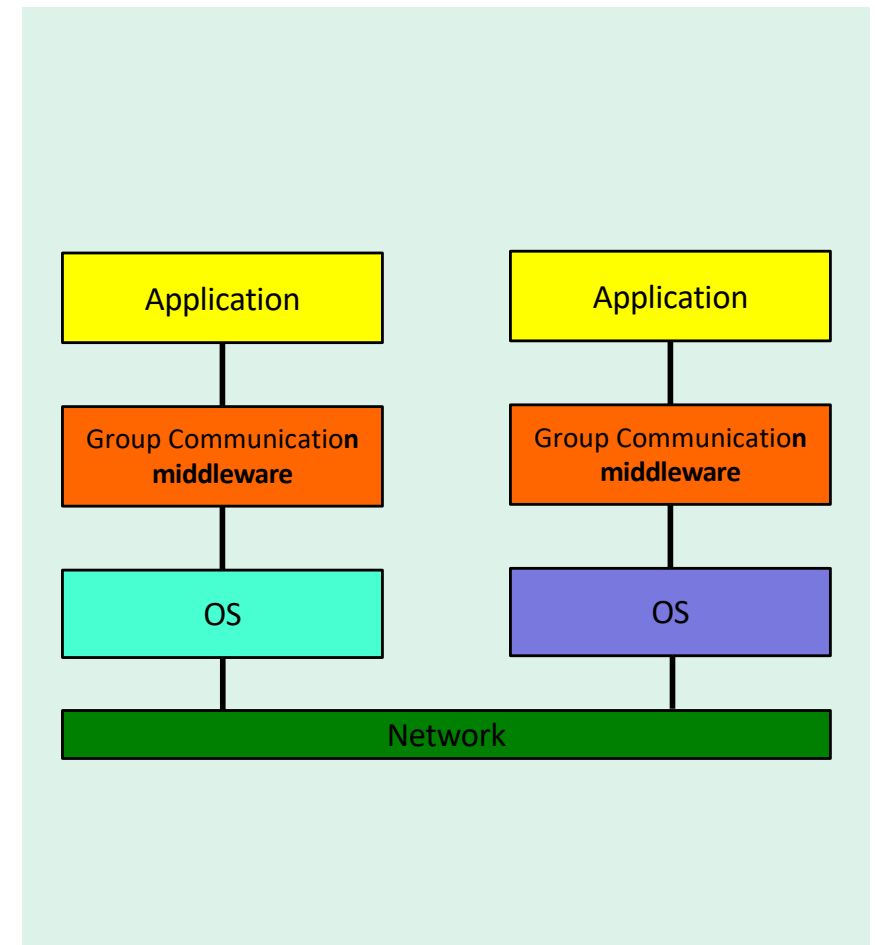 Application
Application
Group Communication
middleware
Group Communication
middleware
OS
OS
Network